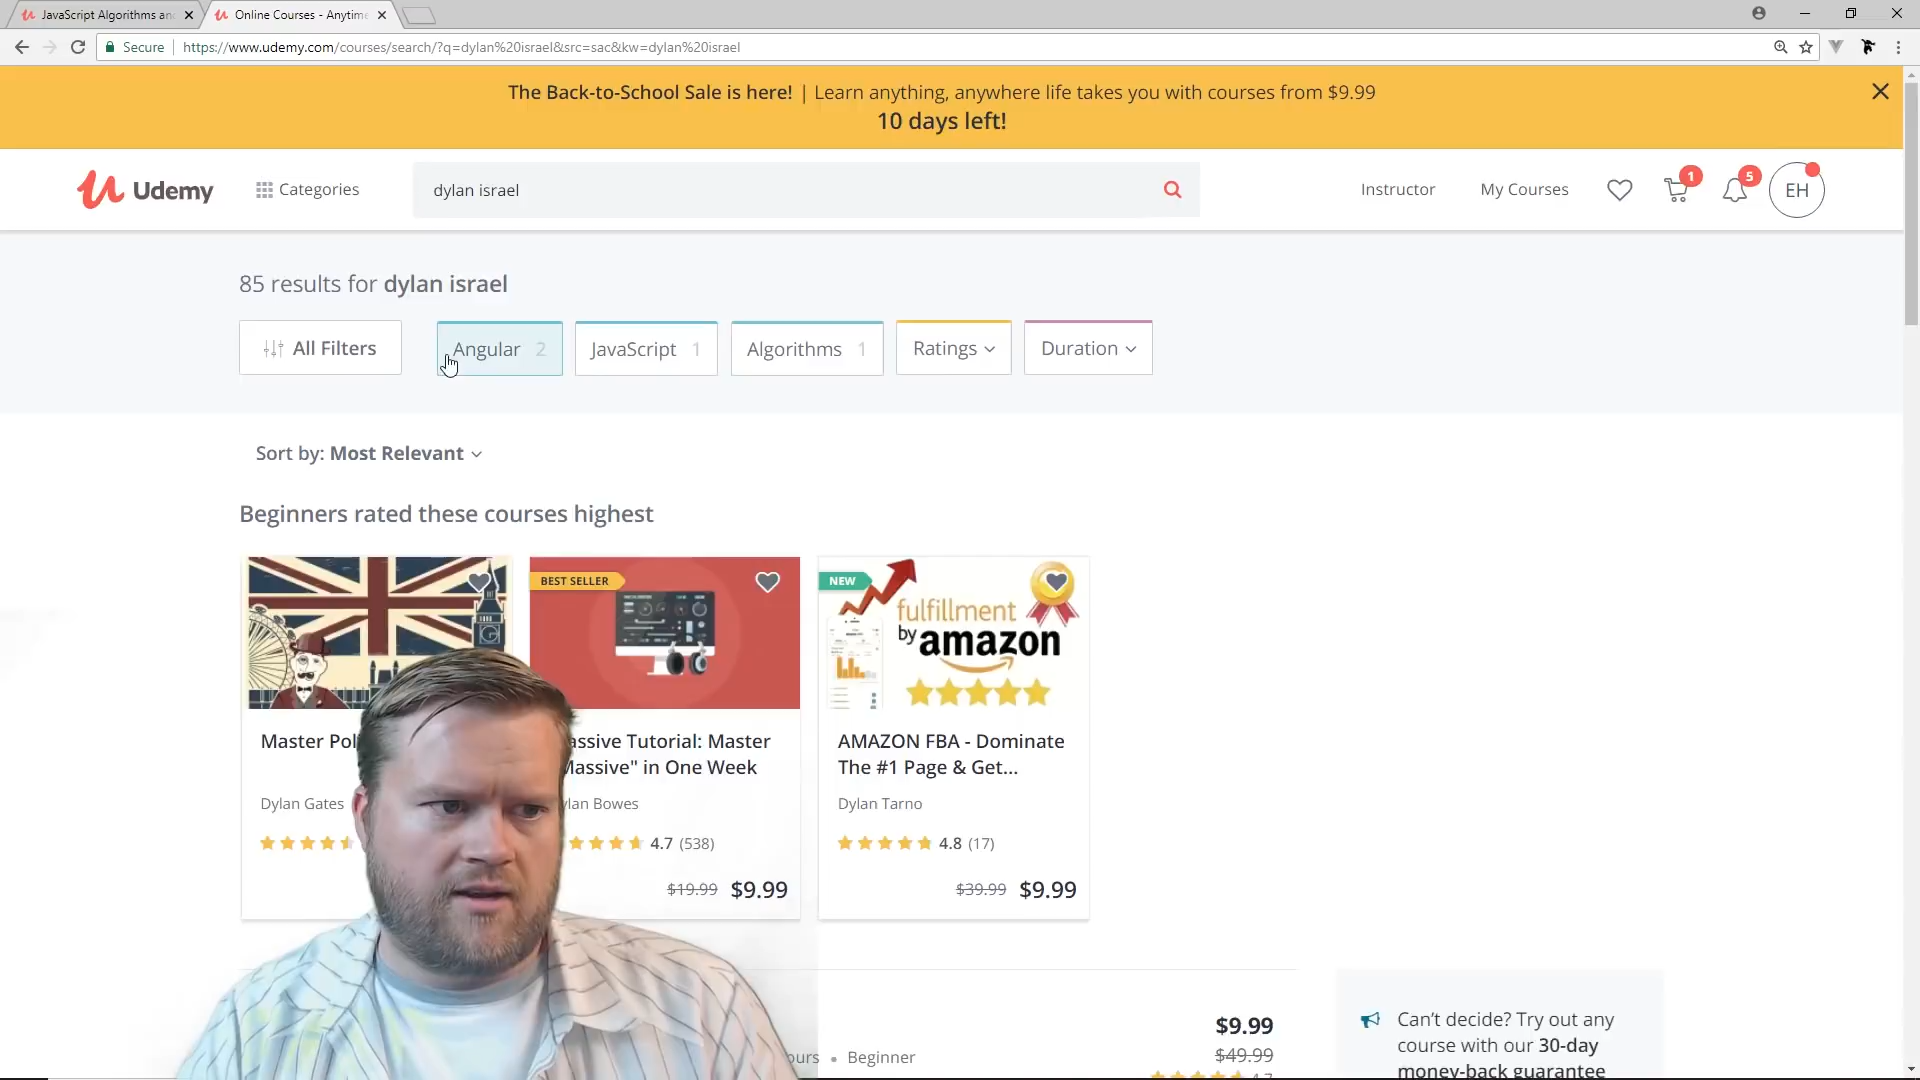 JavaScript Algorithms an
Online Courses - Anytime
Secure
https://www.udemy.com/courses/search/?q=dylan%20israel&src=sac&kw=dylan%20israel
The Back-to-School Sale is here! | Learn anything, anywhere life takes you with courses from $9.99
10 days left!
Udemy
Categories
dylan israel
Instructor
My Courses
1
5
EH
85 results for dylan israel
All Filters
Angular 2
JavaScript 1
Algorithms 1
Ratings
Duration
Sort by: Most Relevant
Beginners rated these courses highest
BEST SELLER
NEW
fulfillment
by amazon
Master Pol
assive Tutorial: Master
Massive" in One Week
AMAZON FBA - Dominate
The #1 Page & Get...
Dylan Gates
ylan Bowes
Dylan Tarno
4.7 (538)
4.8 (17)
$19.99 $9.99
$39.99 $9.99
$9.99
ours • Beginner
$49.99
4.7
Can't decide? Try out any
course with our 30-day
money-back guarantee